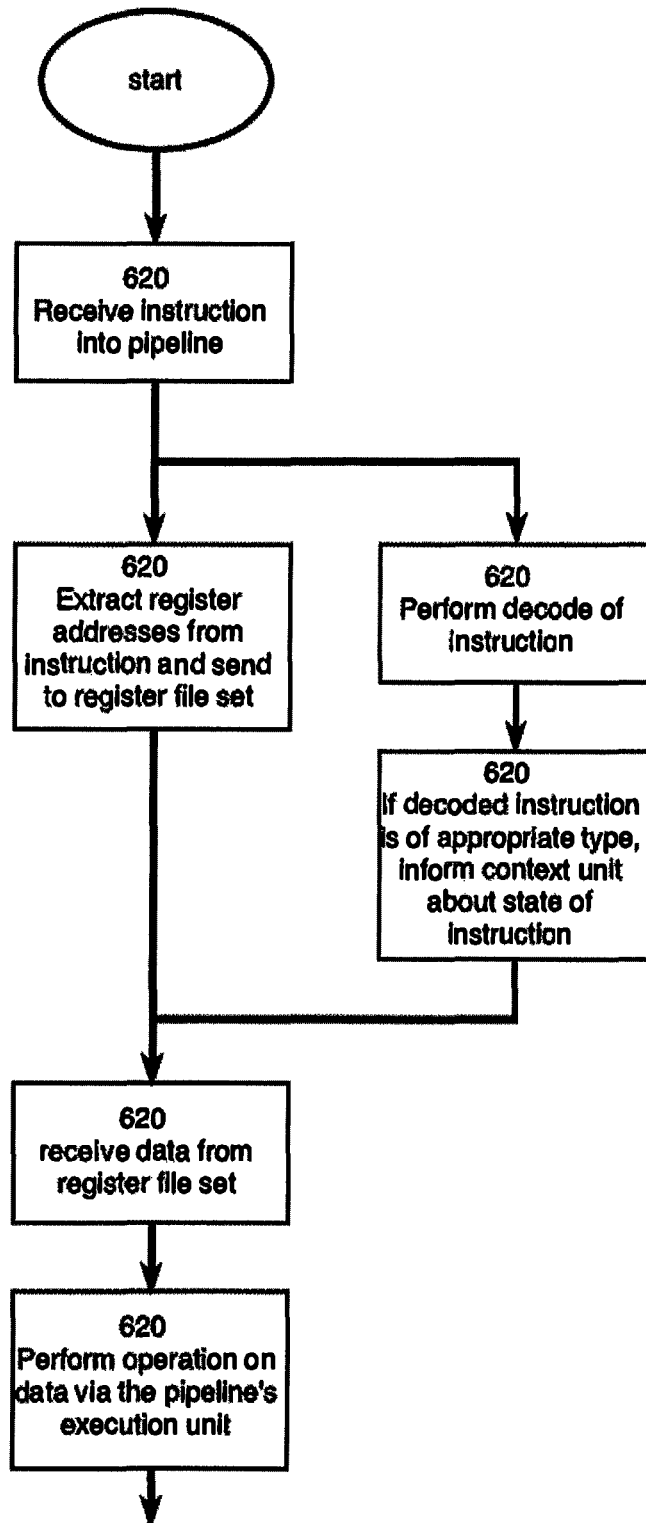 start
620
Receive instruction
into pipeline
620
Extract register
addresses from
instruction and send
to register file set
620
Perform decode of
instruction
620
If decoded instruction
is of appropriate type,
inform context unit
about state of
instruction
620
receive data from
register file set
620
Perform operation on
data via the pipeline's
execution unit